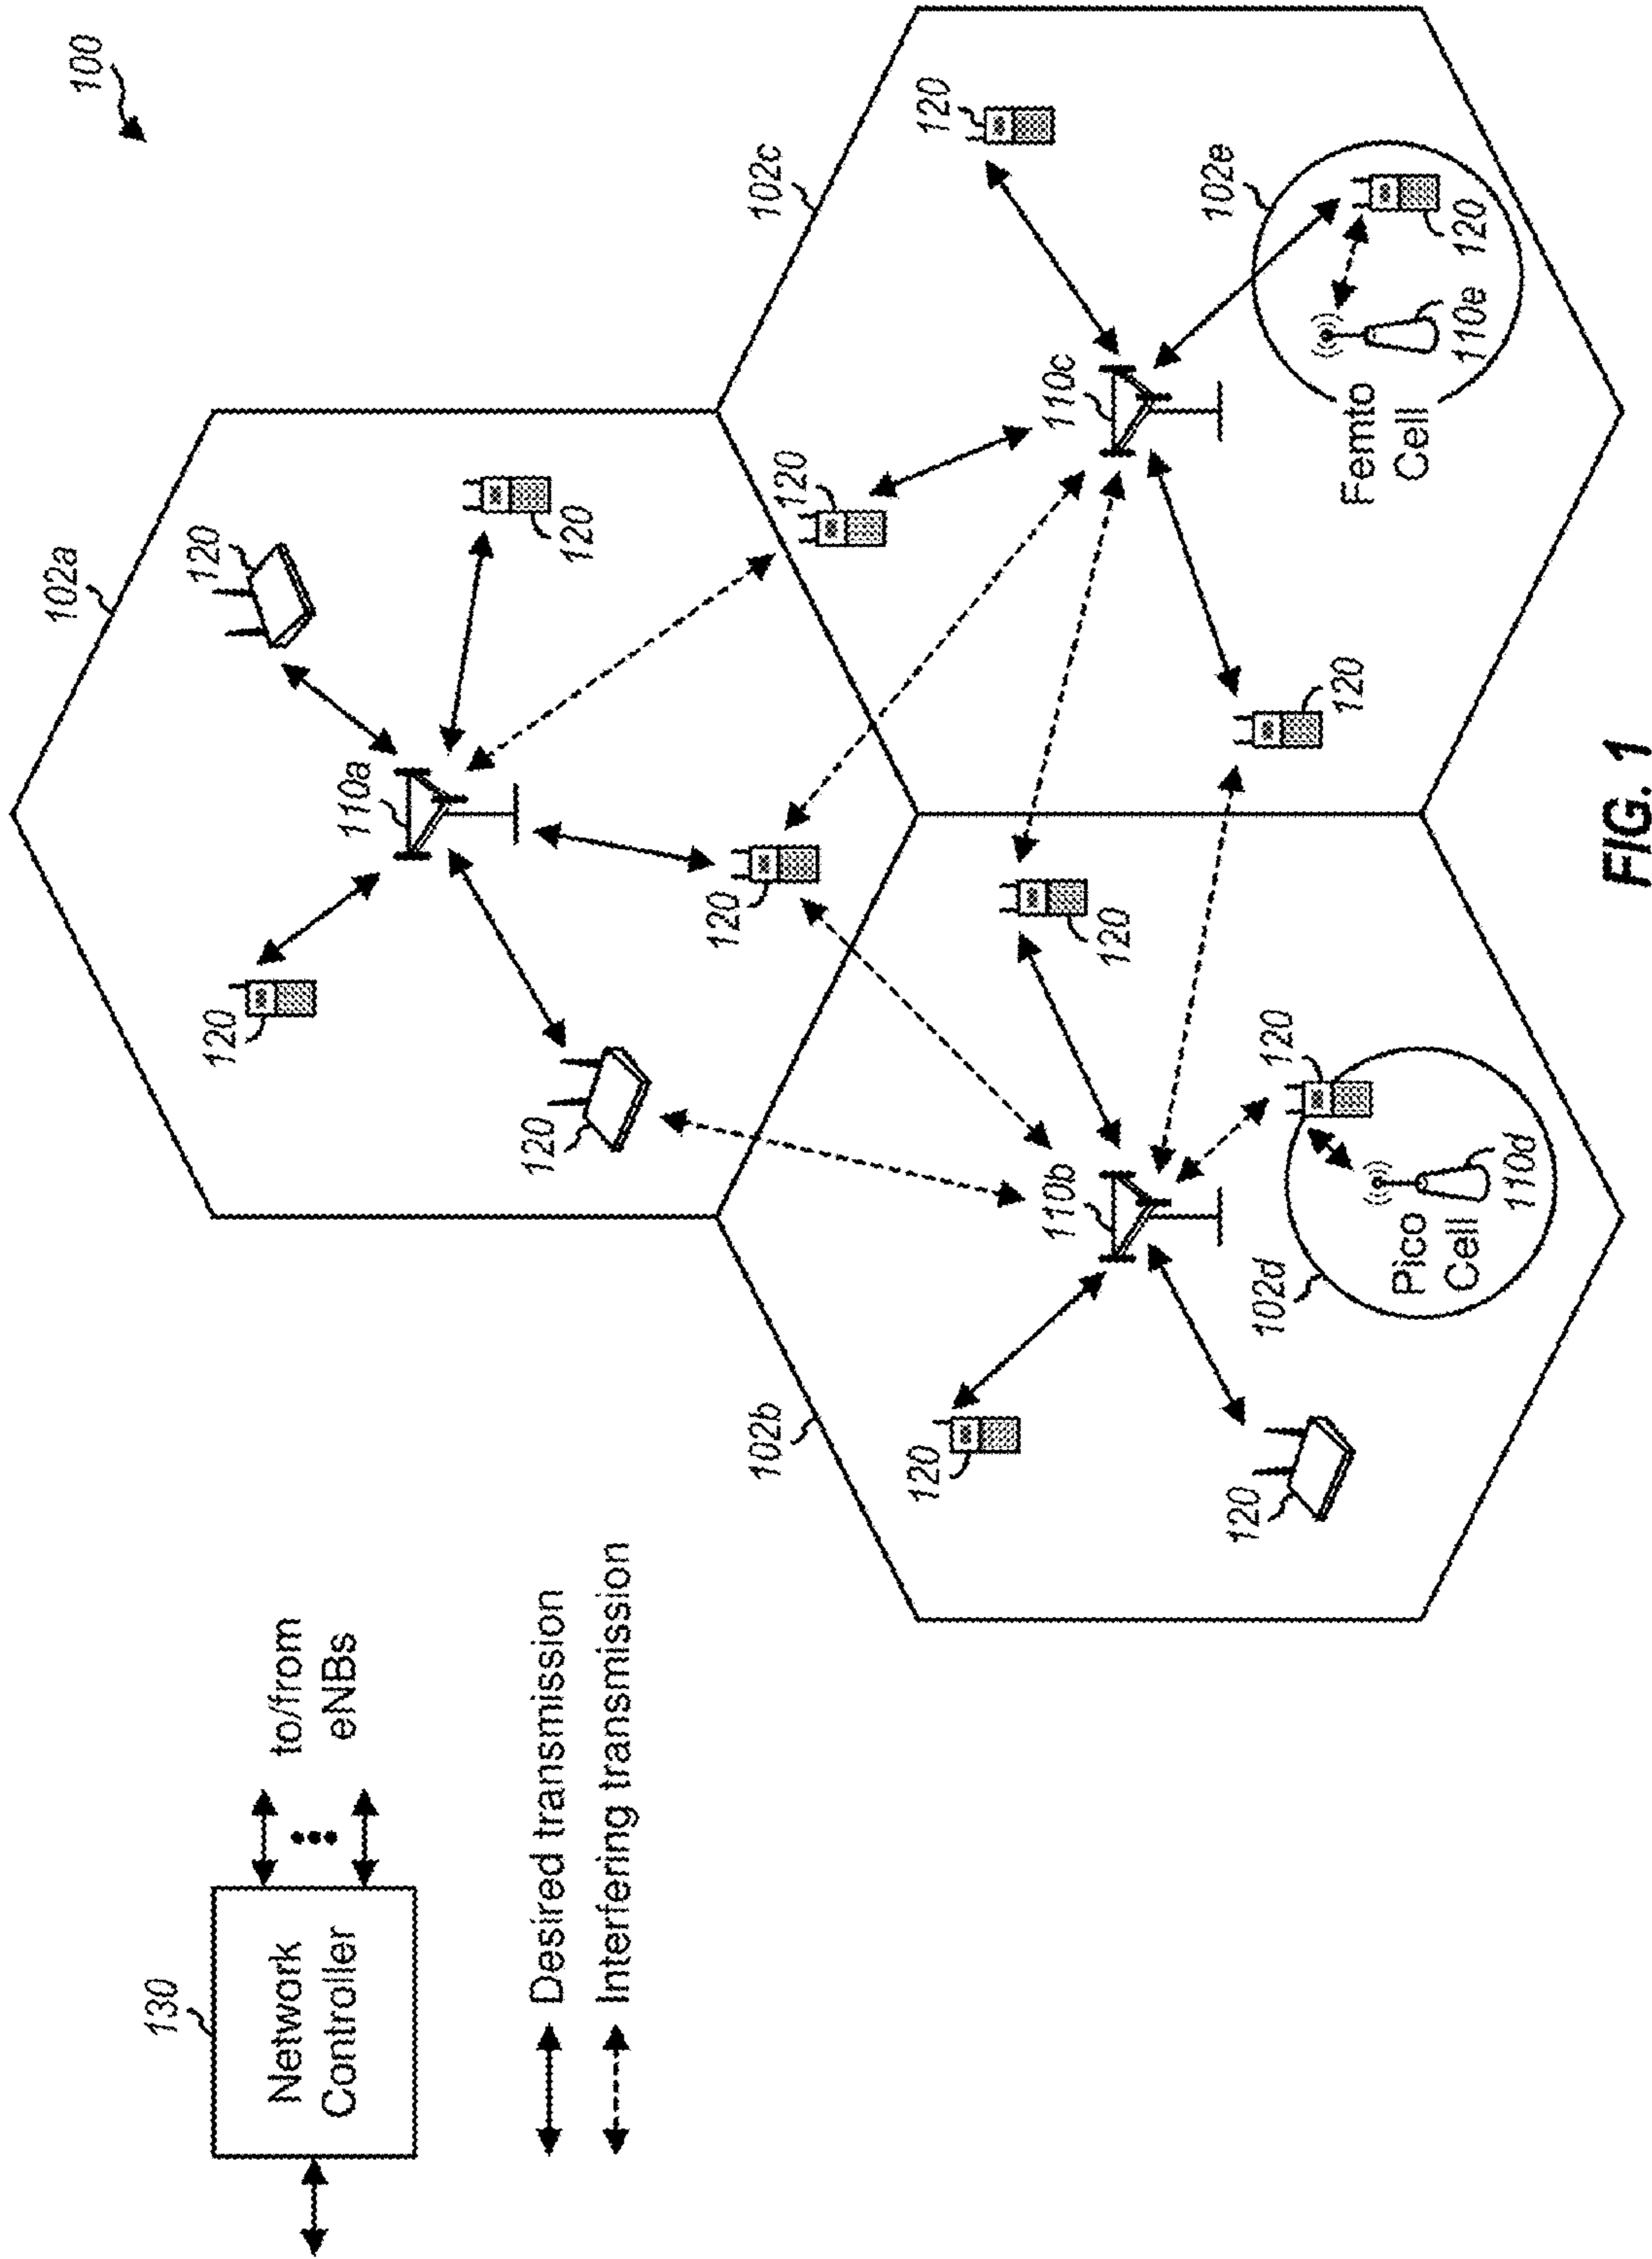 100
130
Network
Controller
to/from
eNBs
Desired transmission
Interfering transmission
102a
120
120
110a
120
120
120
120
102b
102c
120
120
110b
110c
120
120
120
120
120
102d
Pico
Cell
110d
120
102e
Femto
Cell
110e
120
FIG. 1